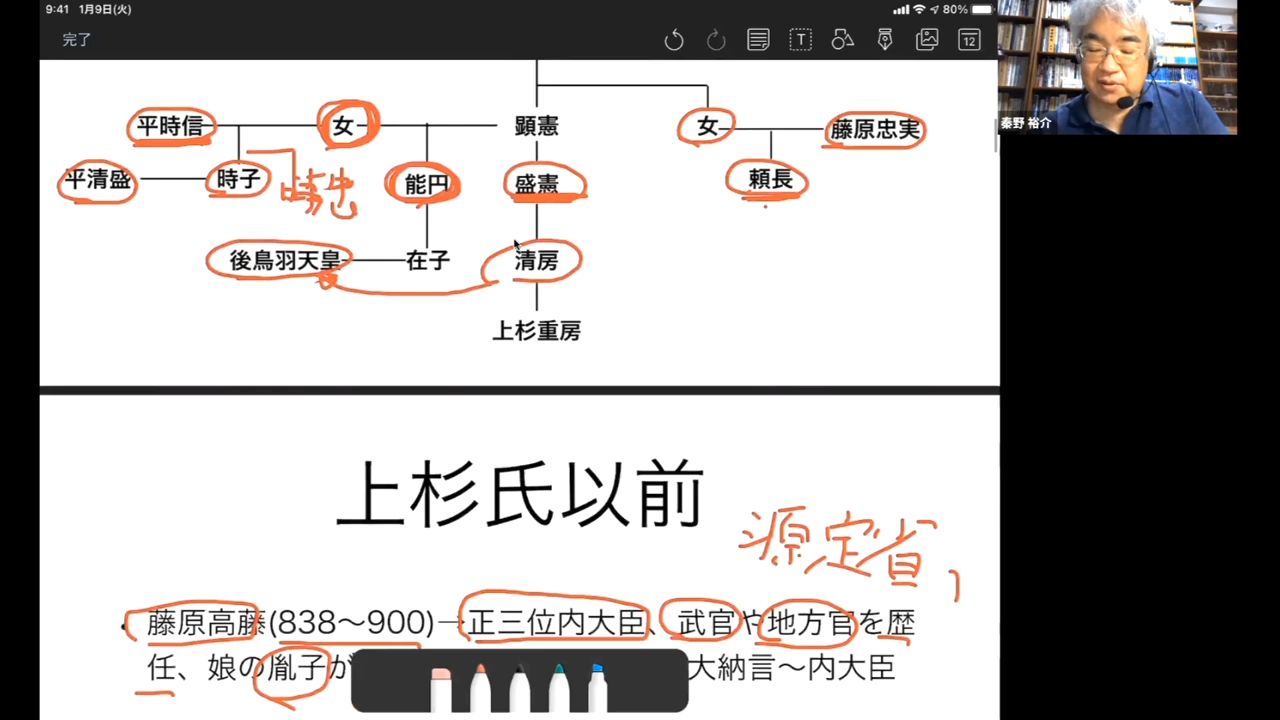 9:41 1月9日(火) 80%
完了 T 12
秦野 裕介
平時信 女 顕憲 女 藤原忠実
平清盛 時子 時忠 能円 盛憲 頼長
後鳥羽天皇 在子 清房
上杉重房
上杉氏以前
源定省
・藤原高藤(838〜900)→正三位内大臣、武官や地方官を歴
任、娘の胤子が 大納言〜内大臣